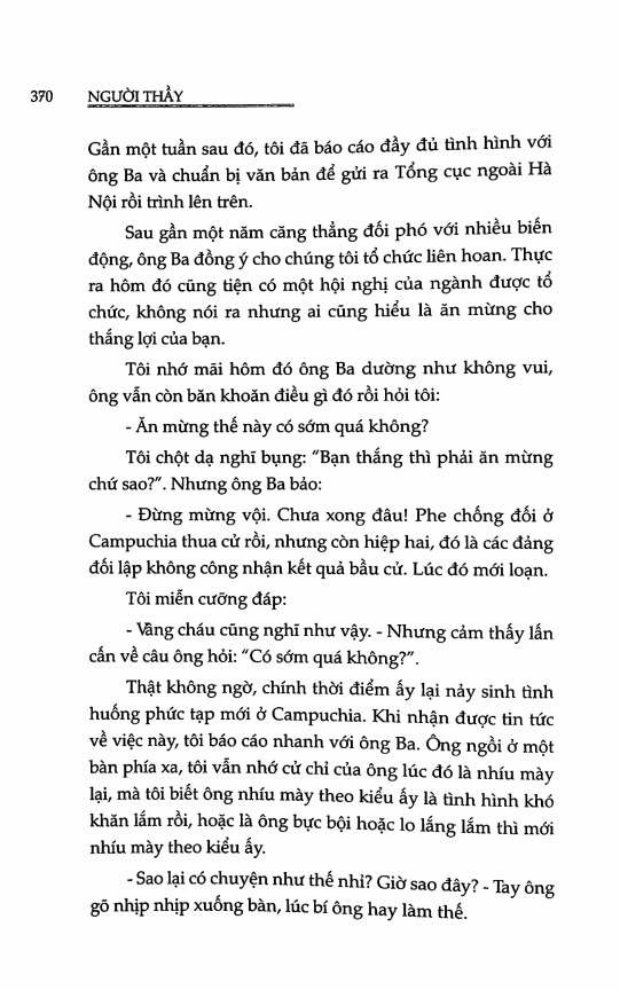 370 NGƯỜI THẦY
Gần một tuần sau đó, tôi đã báo cáo đầy đủ tình hình với
ông Ba và chuẩn bị văn bản để gửi ra Tổng cục ngoài Hà
Nội rồi trình lên trên.
Sau gần một năm căng thẳng đối phó với nhiều biến
động, ông Ba đồng ý cho chúng tôi tổ chức liên hoan. Thực
ra hôm đó cũng tiện có một hội nghị của ngành được tổ
chức, không nói ra nhưng ai cũng hiểu là ăn mừng cho
thắng lợi của bạn.
Tôi nhớ mãi hôm đó ông Ba dường như không vui,
ông vẫn còn băn khoăn điều gì đó rồi hỏi tôi:
- Ăn mừng thế này có sớm quá không?
Tôi chột dạ nghĩ bụng: "Bạn thắng thì phải ăn mừng
chứ sao?". Nhưng ông Ba bảo:
- Đừng mừng vội. Chưa xong đâu! Phe chống đối ở
Campuchia thua cử rồi, nhưng còn hiệp hai, đó là các đảng
đối lập không công nhận kết quả bầu cử. Lúc đó mới loạn.
Tôi miễn cưỡng đáp:
- Vâng cháu cũng nghĩ như vậy. - Nhưng cảm thấy lấn
cấn về câu ông hỏi: "Có sớm quá không?".
Thật không ngờ, chính thời điểm ấy lại nảy sinh tình
huống phức tạp mới ở Campuchia. Khi nhận được tin tức
về việc này, tôi báo cáo nhanh với ông Ba. Ông ngồi ở một
bàn phía xa, tôi vẫn nhớ cử chỉ của ông lúc đó là nhíu mày
lại, mà tôi biết ông nhíu mày theo kiểu ấy là tình hình khó
khăn lắm rồi, hoặc là ông bực bội hoặc lo lắng lắm thì mới
nhíu mày theo kiểu ấy.
- Sao lại có chuyện như thế nhỉ? Giờ sao đây? - Tay ông
gõ nhịp nhịp xuống bàn, lúc bí ông hay làm thế.